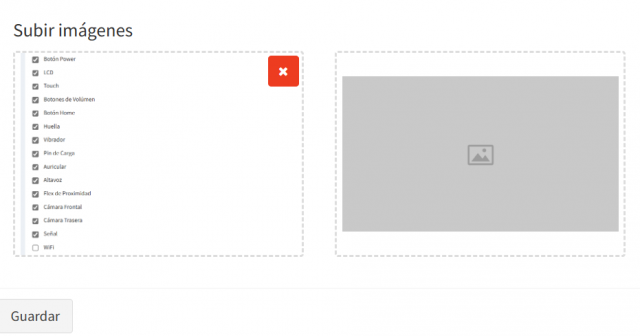 Subir imágenes
Botón Power
LCD
Touch
Botones de Volúmen
Botón Home
Huella
Vibrador
Pin de Carga
Auricular
Altavoz
Flex de Proximidad
Cámara Frontal
Cámara Trasera
Señal
WiFi
Guardar